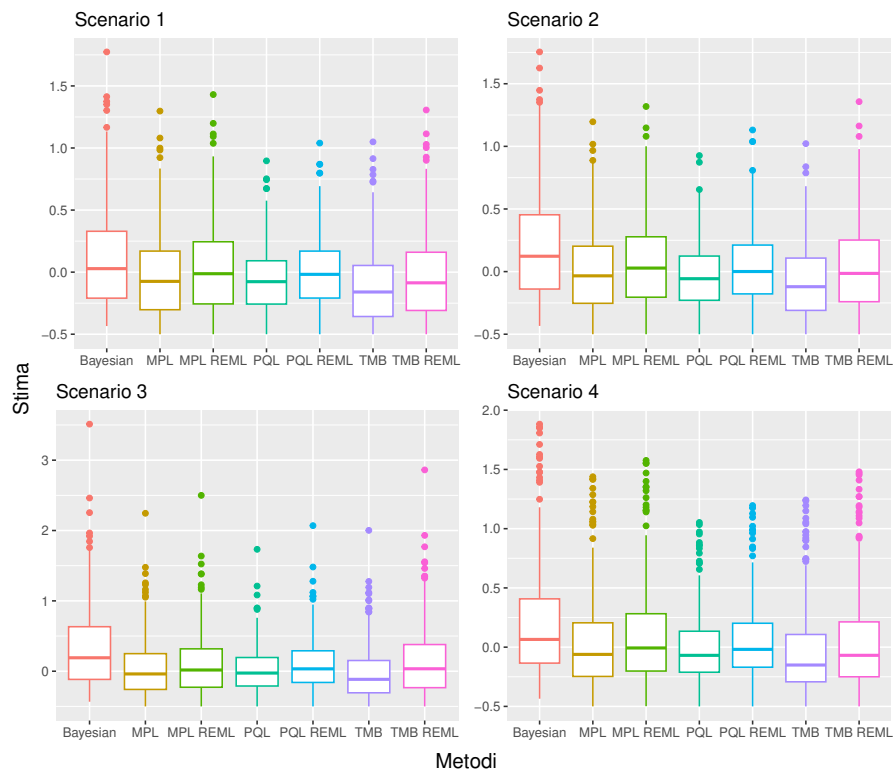 Scenario 1
1.5
1.0
0.5
0.0
−0.5
Bayesian MPL MPL REML PQL PQL REML TMB TMB REML
Scenario 2
1.5
1.0
0.5
0.0
−0.5
Bayesian MPL MPL REML PQL PQL REML TMB TMB REML
Stima
Scenario 3
3
2
1
0
Bayesian MPL MPL REML PQL PQL REML TMB TMB REML
Scenario 4
2.0
1.5
1.0
0.5
0.0
−0.5
Bayesian MPL MPL REML PQL PQL REML TMB TMB REML
Metodi